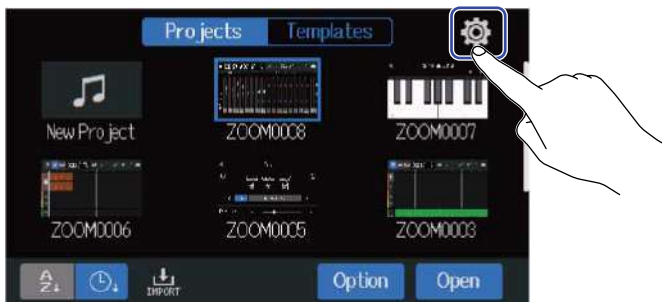 Projects Templates
New Project ZOOM0008 ZOOM0007
ZOOM0006 ZOOM0005 ZOOM0003
A Z↓ IMPORT Option Open